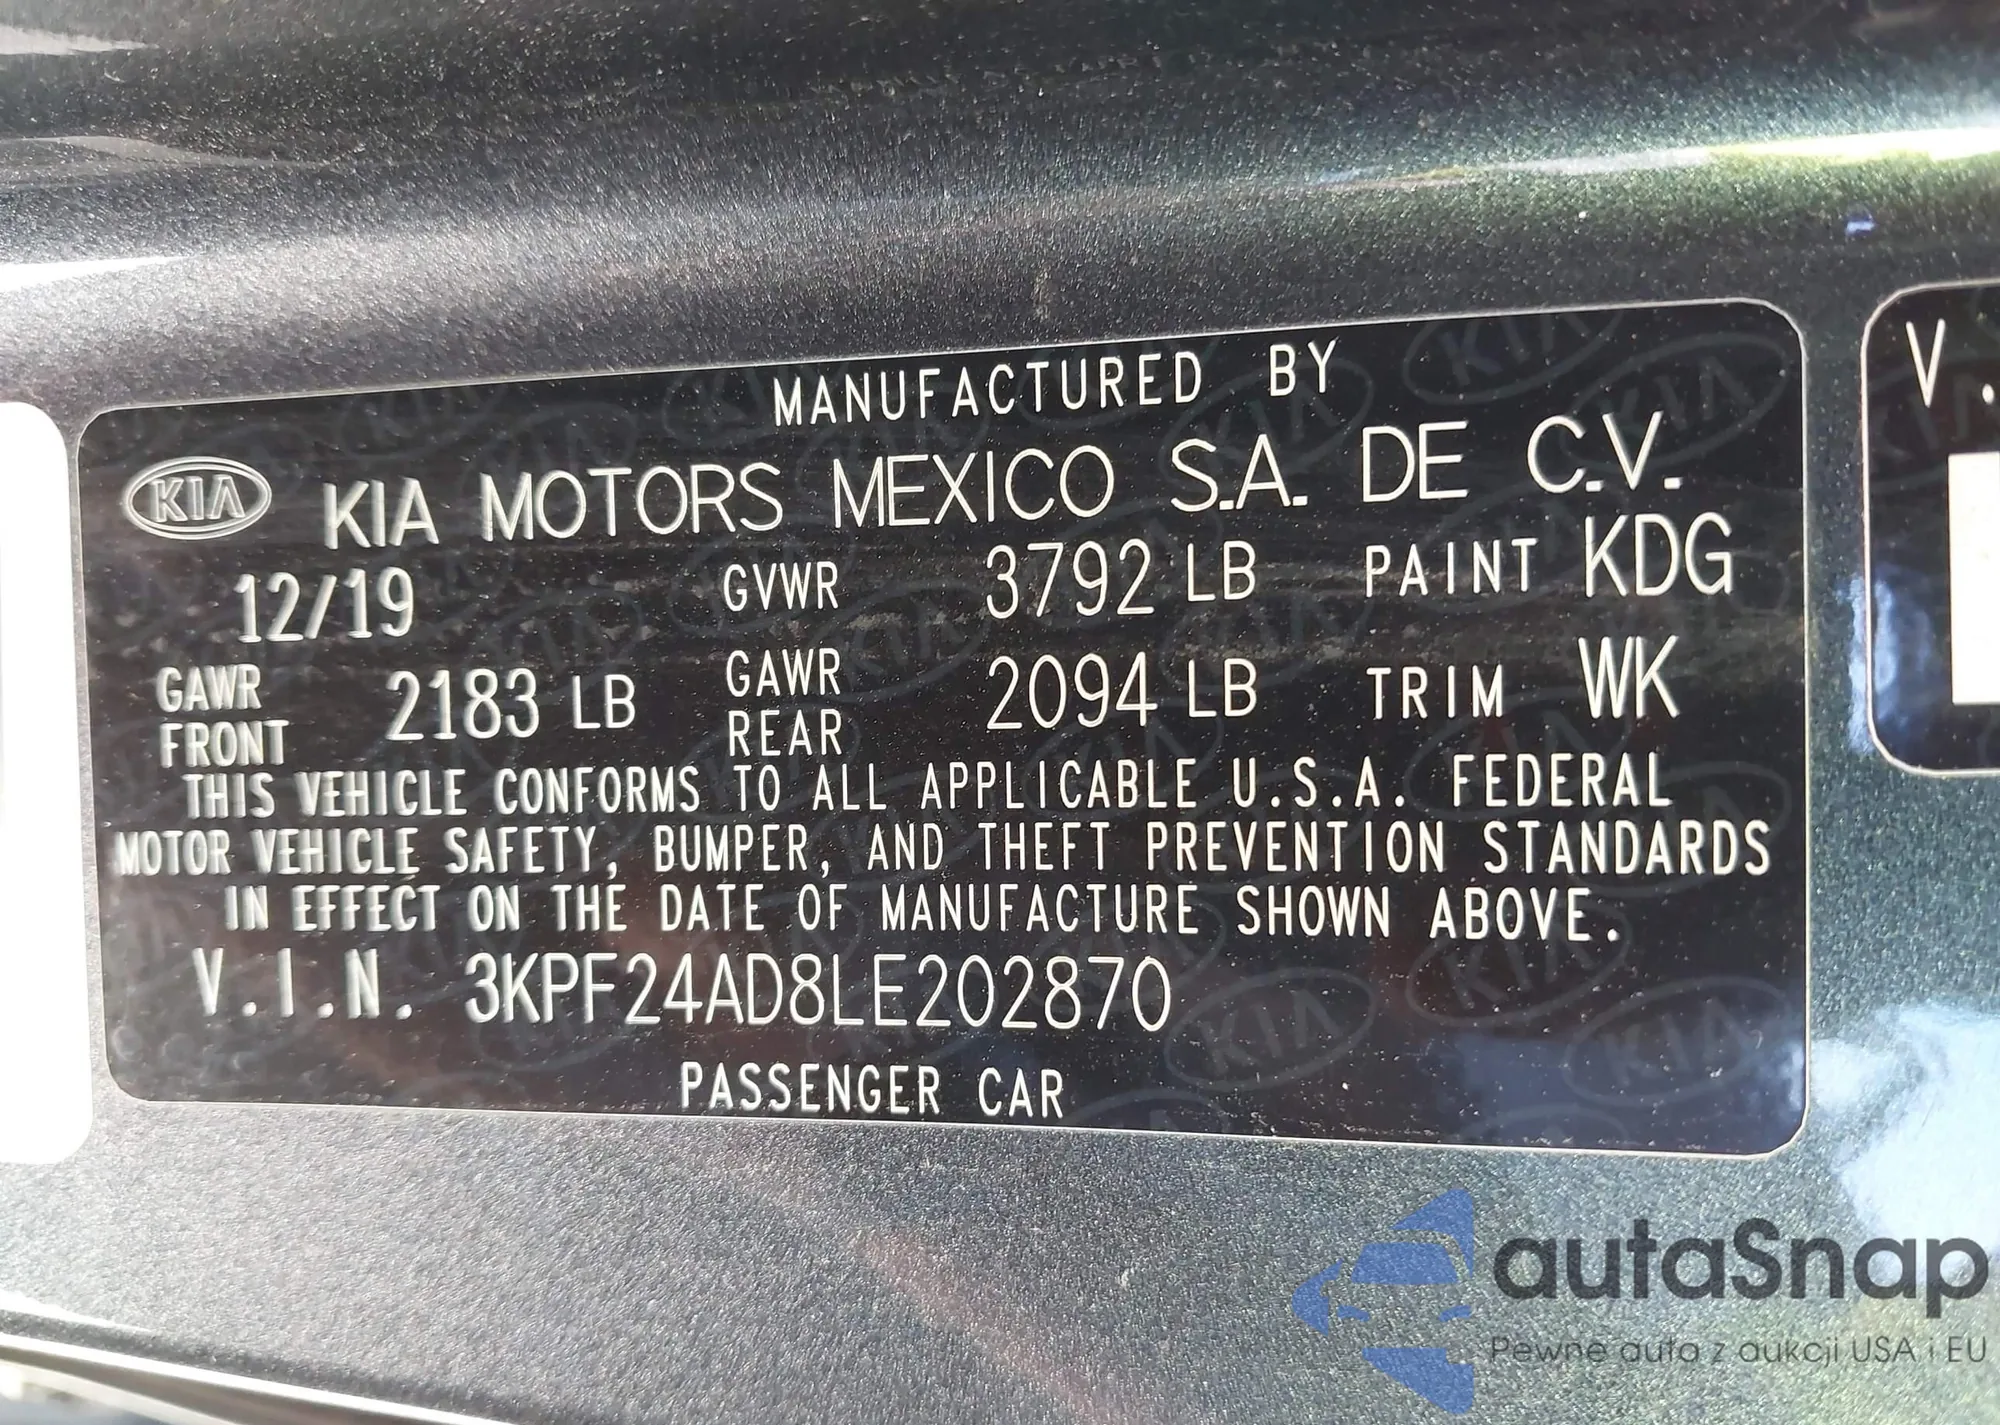 MANUFACTURED BY
KIA KIA MOTORS MEXICO S.A. DE C.V.
12/19 GVWR 3792 LB PAINT KDG
GAWR FRONT 2183 LB GAWR REAR 2094 LB TRIM WK
THIS VEHICLE CONFORMS TO ALL APPLICABLE U.S.A. FEDERAL
MOTOR VEHICLE SAFETY, BUMPER, AND THEFT PREVENTION STANDARDS
IN EFFECT ON THE DATE OF MANUFACTURE SHOWN ABOVE.
V.I.N. 3KPF24AD8LE202870
PASSENGER CAR
V.
autaSnap
Pewne auta z aukcji USA i EU